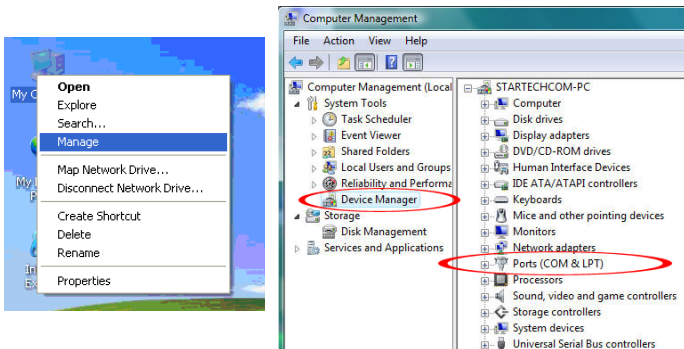 My C
Open
Explore
Search...
Manage
Map Network Drive...
Disconnect Network Drive...
Create Shortcut
Delete
Rename
Properties
Computer Management
File Action View Help
Computer Management (Local
System Tools
Task Scheduler
Event Viewer
Shared Folders
Local Users and Groups
Reliability and Performa
Device Manager
Storage
Disk Management
Services and Applications
STARTECHCOM-PC
Computer
Disk drives
Display adapters
DVD/CD-ROM drives
Human Interface Devices
IDE ATA/ATAPI controllers
Keyboards
Mice and other pointing devices
Monitors
Network adapters
Ports (COM & LPT)
Processors
Sound, video and game controllers
Storage controllers
System devices
Universal Serial Bus controllers